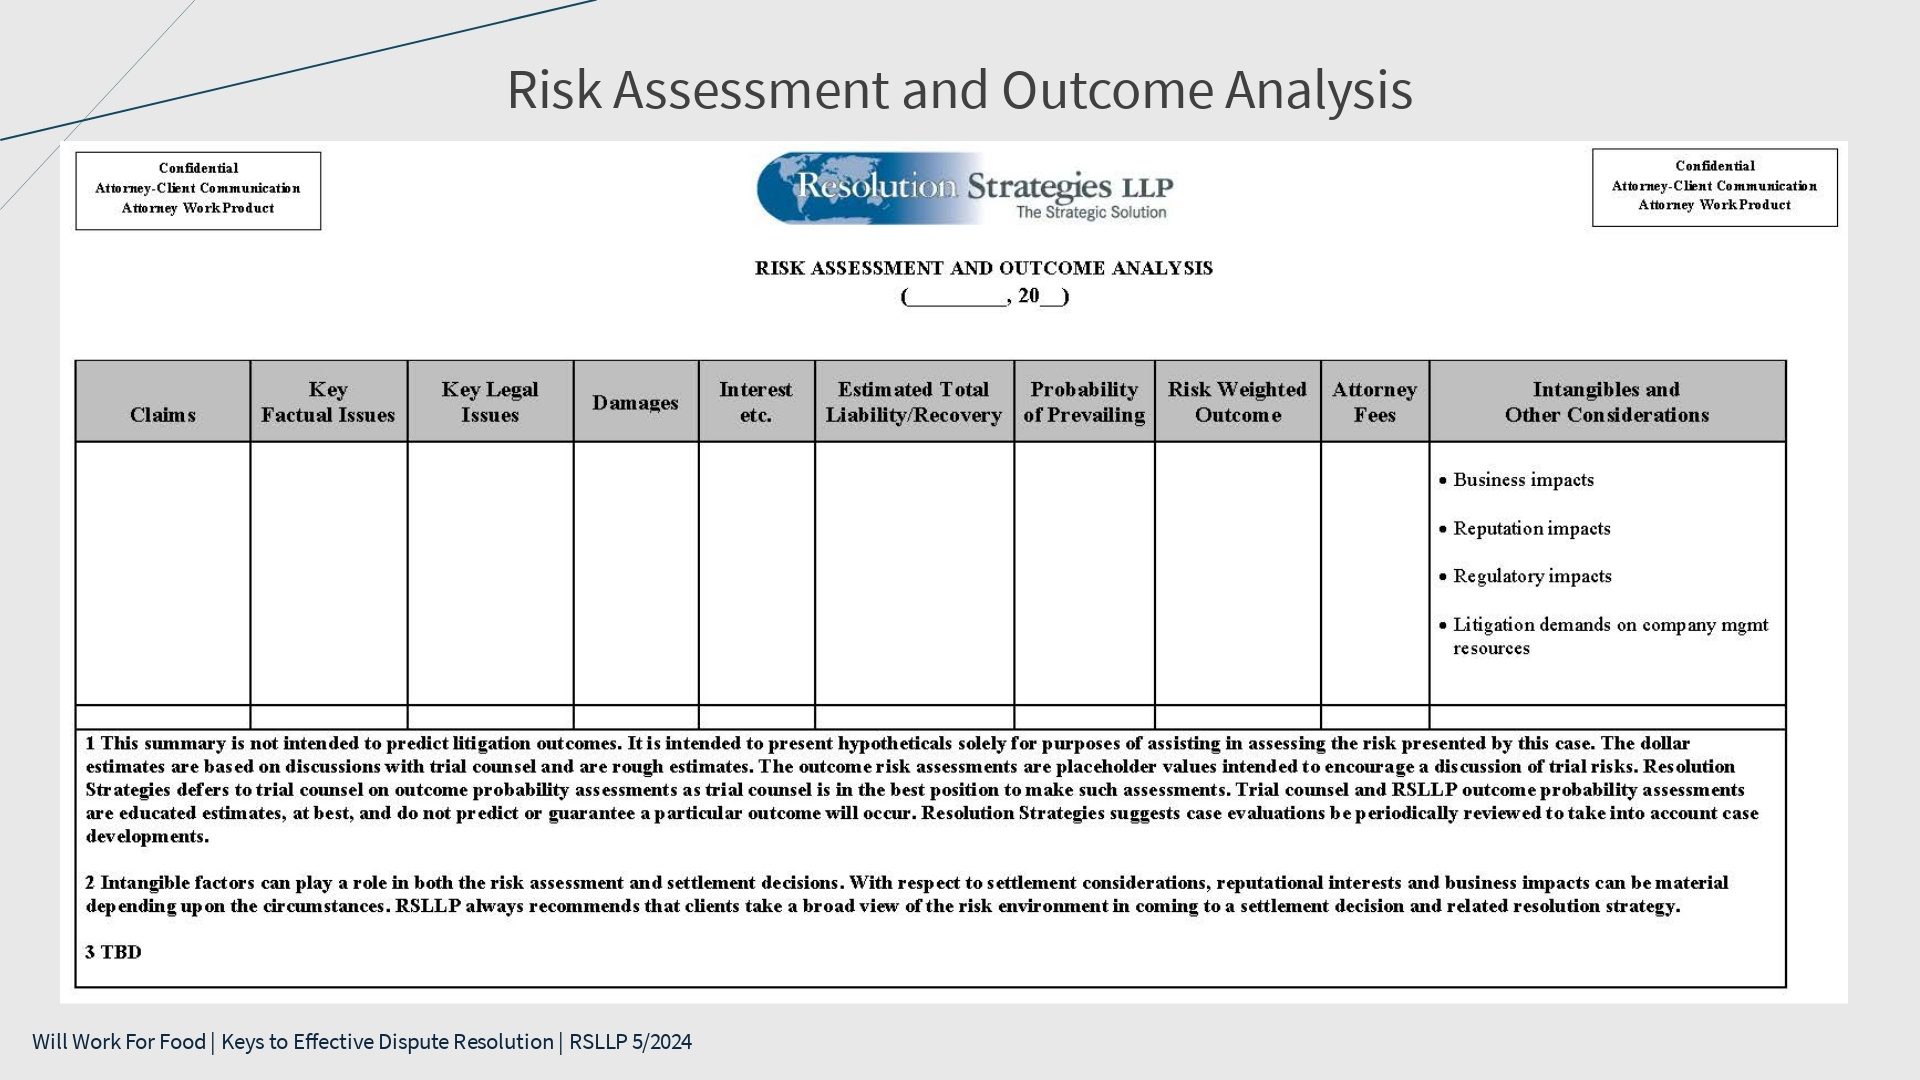 Risk Assessment and Outcome Analysis
Confidential
Attorney-Client Communication
Attorney Work Product
Resolution Strategies LLP
The Strategic Solution
Confidential
Attorney-Client Communication
Attorney Work Product
RISK ASSESSMENT AND OUTCOME ANALYSIS
(_________, 20__)
Claims
Key
Factual Issues
Key Legal
Issues
Damages
Interest
etc.
Estimated Total
Liability/Recovery
Probability
of Prevailing
Risk Weighted
Outcome
Attorney
Fees
Intangibles and
Other Considerations
• Business impacts
• Reputation impacts
• Regulatory impacts
• Litigation demands on company mgmt
resources
1 This summary is not intended to predict litigation outcomes. It is intended to present hypotheticals solely for purposes of assisting in assessing the risk presented by this case. The dollar
estimates are based on discussions with trial counsel and are rough estimates. The outcome risk assessments are placeholder values intended to encourage a discussion of trial risks. Resolution
Strategies defers to trial counsel on outcome probability assessments as trial counsel is in the best position to make such assessments. Trial counsel and RSLLP outcome probability assessments
are educated estimates, at best, and do not predict or guarantee a particular outcome will occur. Resolution Strategies suggests case evaluations be periodically reviewed to take into account case
developments.
2 Intangible factors can play a role in both the risk assessment and settlement decisions. With respect to settlement considerations, reputational interests and business impacts can be material
depending upon the circumstances. RSLLP always recommends that clients take a broad view of the risk environment in coming to a settlement decision and related resolution strategy.
3 TBD
Will Work For Food | Keys to Effective Dispute Resolution | RSLLP 5/2024